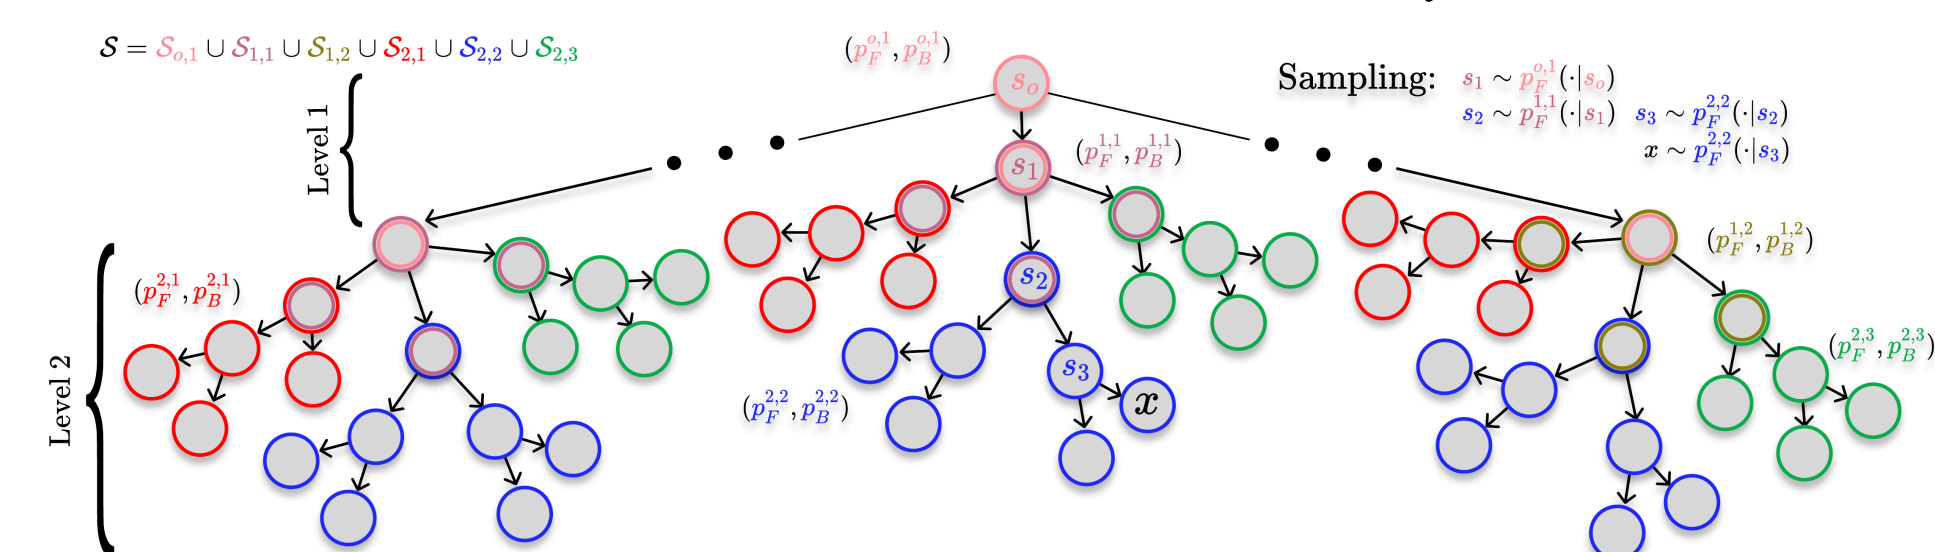 𝒮 = 𝒮_{o,1} ∪ 𝒮_{1,1} ∪ 𝒮_{1,2} ∪ 𝒮_{2,1} ∪ 𝒮_{2,2} ∪ 𝒮_{2,3}
(p_F^{o,1}, p_B^{o,1})
s_o
Sampling: s_1 ∼ p_F^{o,1}(·|s_o)
s_2 ∼ p_F^{1,1}(·|s_1) s_3 ∼ p_F^{2,2}(·|s_2)
x ∼ p_F^{2,2}(·|s_3)
Level 1
s_1
(p_F^{1,1}, p_B^{1,1})
(p_F^{1,2}, p_B^{1,2})
Level 2
(p_F^{2,1}, p_B^{2,1})
s_2
(p_F^{2,3}, p_B^{2,3})
s_3
(p_F^{2,2}, p_B^{2,2})
x